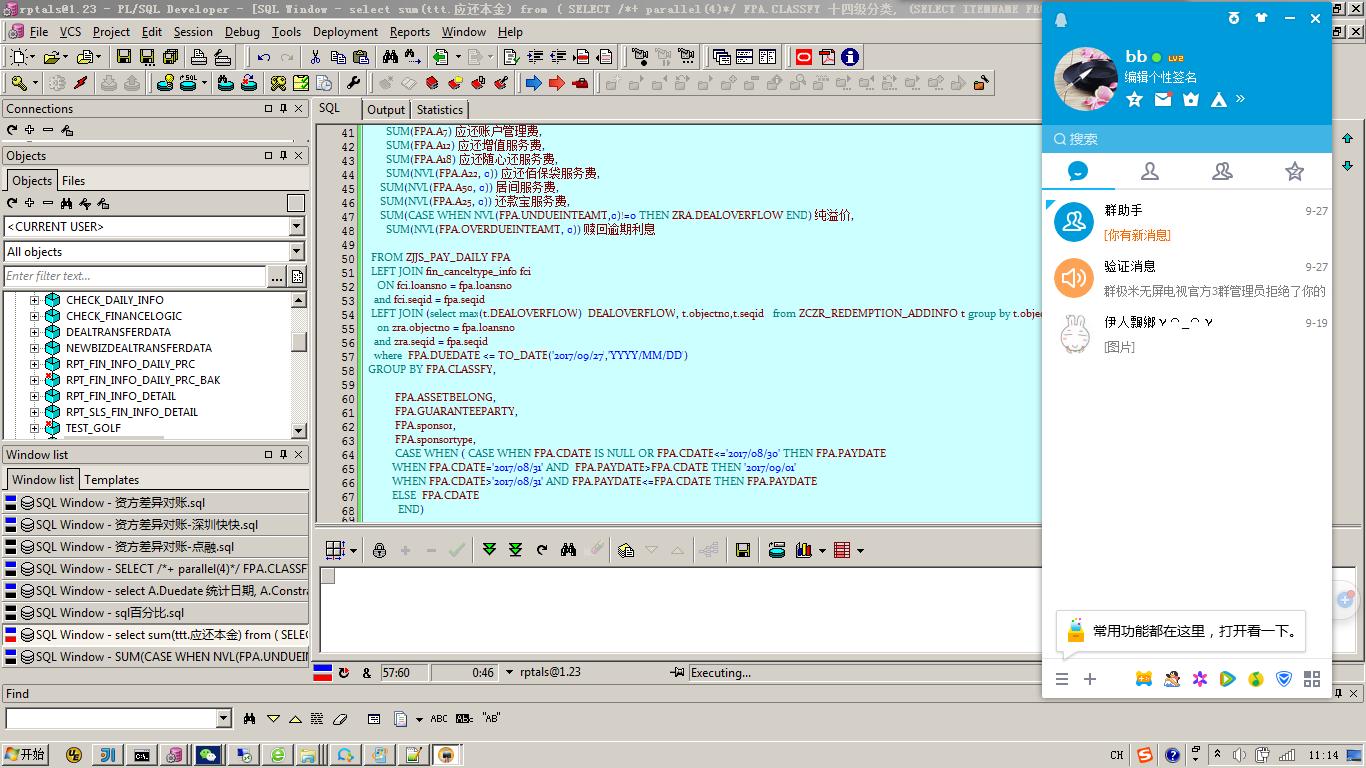 rptals@1.23 - PL/SQL Developer - [SQL Window - select sum(ttt.应还本金) from ( SELECT /*+ parallel(4)*/ FPA.CLASSFY 十四级分类, (SELECT ITEMNAME FROM
File VCS Project Edit Session Debug Tools Deployment Reports Window Help
Connections
Objects
Objects Files
<CURRENT USER>
All objects
Enter filter text...
CHECK_DAILY_INFO
CHECK_FINANCELOGIC
DEALTRANSFERDATA
NEWBIZDEALTRANSFERDATA
RPT_FIN_INFO_DAILY_PRC
RPT_FIN_INFO_DAILY_PRC_BAK
RPT_FIN_INFO_DETAIL
RPT_SLS_FIN_INFO_DETAIL
TEST_GOLF
Window list
Window list Templates
SQL Window - 资方差异对账.sql
SQL Window - 资方差异对账-深圳快快.sql
SQL Window - 资方差异对账-点融.sql
SQL Window - SELECT /*+ parallel(4)*/ FPA.CLASSF
SQL Window - select A.Duedate 统计日期, A.Constra
SQL Window - sql百分比.sql
SQL Window - select sum(ttt.应还本金) from ( SELEC
SQL Window - SUM(CASE WHEN NVL(FPA.UNDUEIN
Find
SQL Output Statistics
41 SUM(FPA.A7) 应还账户管理费,
42 SUM(FPA.A12) 应还增值服务费,
43 SUM(FPA.A18) 应还随心还服务费,
44 SUM(NVL(FPA.A22, 0)) 应还佰保袋服务费,
45 SUM(NVL(FPA.A50, 0)) 居间服务费,
46 SUM(NVL(FPA.A25, 0)) 还款宝服务费,
47 SUM(CASE WHEN NVL(FPA.UNDUEINTEAMT,0)!=0 THEN ZRA.DEALOVERFLOW END) 纯溢价,
48 SUM(NVL(FPA.OVERDUEINTEAMT, 0)) 赎回逾期利息
49
50 FROM ZJJS_PAY_DAILY FPA
51 LEFT JOIN fin_canceltype_info fci
52 ON fci.loansno = fpa.loansno
53 and fci.seqid = fpa.seqid
54 LEFT JOIN (select max(t.DEALOVERFLOW) DEALOVERFLOW, t.objectno,t.seqid from ZCZR_REDEMPTION_ADDINFO t group by t.objec
55 on zra.objectno = fpa.loansno
56 and zra.seqid = fpa.seqid
57 where FPA.DUEDATE <= TO_DATE('2017/09/27','YYYY/MM/DD')
58 GROUP BY FPA.CLASSFY,
59
60 FPA.ASSETBELONG,
61 FPA.GUARANTEEPARTY,
62 FPA.sponsor,
63 FPA.sponsortype,
64 CASE WHEN ( CASE WHEN FPA.CDATE IS NULL OR FPA.CDATE<='2017/08/30' THEN FPA.PAYDATE
65 WHEN FPA.CDATE='2017/08/31' AND FPA.PAYDATE>FPA.CDATE THEN '2017/09/01'
66 WHEN FPA.CDATE>'2017/08/31' AND FPA.PAYDATE<=FPA.CDATE THEN FPA.PAYDATE
67 ELSE FPA.CDATE
68 END)
69
& 57:60 0:46 rptals@1.23 Executing...
ABC "AB"
bb LV2
编辑个性签名
搜索
群助手 9-27
[你有新消息]
验证消息 9-27
群极米无屏电视官方3群管理员拒绝了你的
伊人飄鄉 9-19
[图片]
常用功能都在这里，打开看一下。
开始 CH 11:14